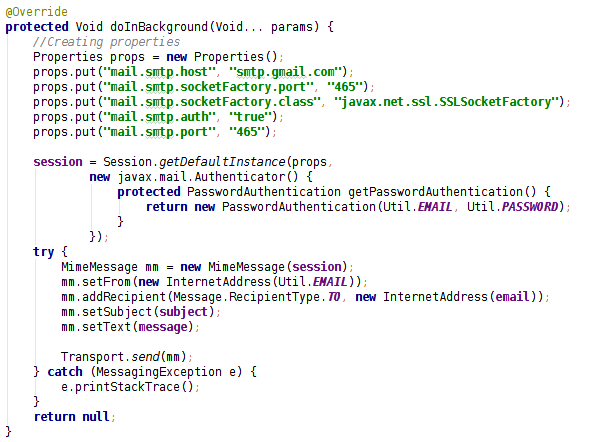 @Override
protected Void doInBackground(Void... params) {
    //Creating properties
    Properties props = new Properties();
    props.put("mail.smtp.host", "smtp.gmail.com");
    props.put("mail.smtp.socketFactory.port", "465");
    props.put("mail.smtp.socketFactory.class", "javax.net.ssl.SSLSocketFactory");
    props.put("mail.smtp.auth", "true");
    props.put("mail.smtp.port", "465");
    session = Session.getDefaultInstance(props,
            new javax.mail.Authenticator() {
                protected PasswordAuthentication getPasswordAuthentication() {
                    return new PasswordAuthentication(Util.EMAIL, Util.PASSWORD);
                }
            });
    try {
        MimeMessage mm = new MimeMessage(session);
        mm.setFrom(new InternetAddress(Util.EMAIL));
        mm.addRecipient(Message.RecipientType.TO, new InternetAddress(email));
        mm.setSubject(subject);
        mm.setText(message);
        Transport.send(mm);
    } catch (MessagingException e) {
        e.printStackTrace();
    }
    return null;
}